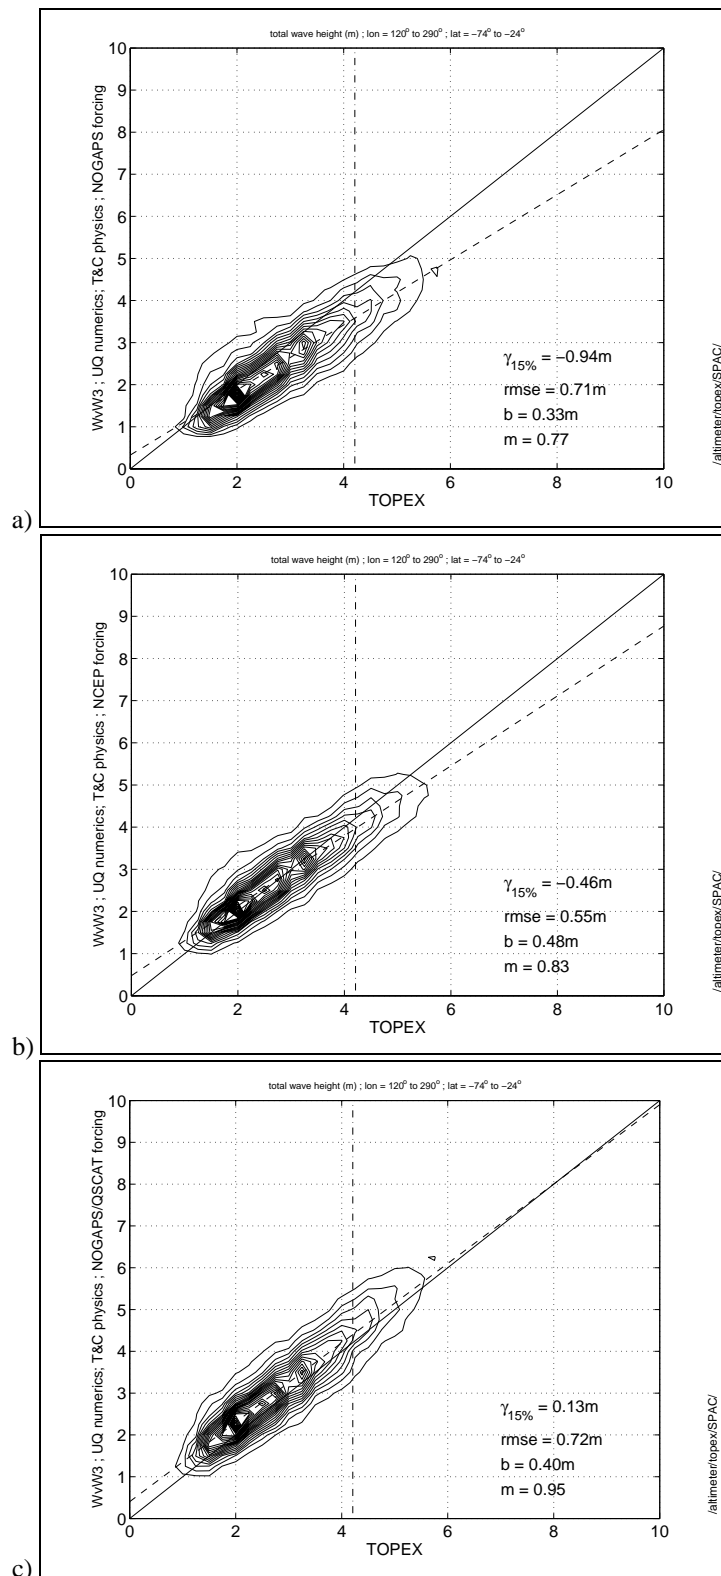 a)
total wave height (m) ; lon = 120° to 290° ; lat = −74° to −24°
WvW3 ; UQ numerics; T&C physics ; NOGAPS forcing
10
9
8
7
6
5
4
3
2
1
0
0 2 4 6 8 10
TOPEX
γ15% = −0.94m
rmse = 0.71m
b = 0.33m
m = 0.77
/altimeter/topex/SPAC/
b)
total wave height (m) ; lon = 120° to 290° ; lat = −74° to −24°
WvW3 ; UQ numerics; T&C physics ; NCEP forcing
10
9
8
7
6
5
4
3
2
1
0
0 2 4 6 8 10
TOPEX
γ15% = −0.46m
rmse = 0.55m
b = 0.48m
m = 0.83
/altimeter/topex/SPAC/
c)
total wave height (m) ; lon = 120° to 290° ; lat = −74° to −24°
WvW3 ; UQ numerics; T&C physics ; NOGAPS/QSCAT forcing
10
9
8
7
6
5
4
3
2
1
0
0 2 4 6 8 10
TOPEX
γ15% = 0.13m
rmse = 0.72m
b = 0.40m
m = 0.95
/altimeter/topex/SPAC/